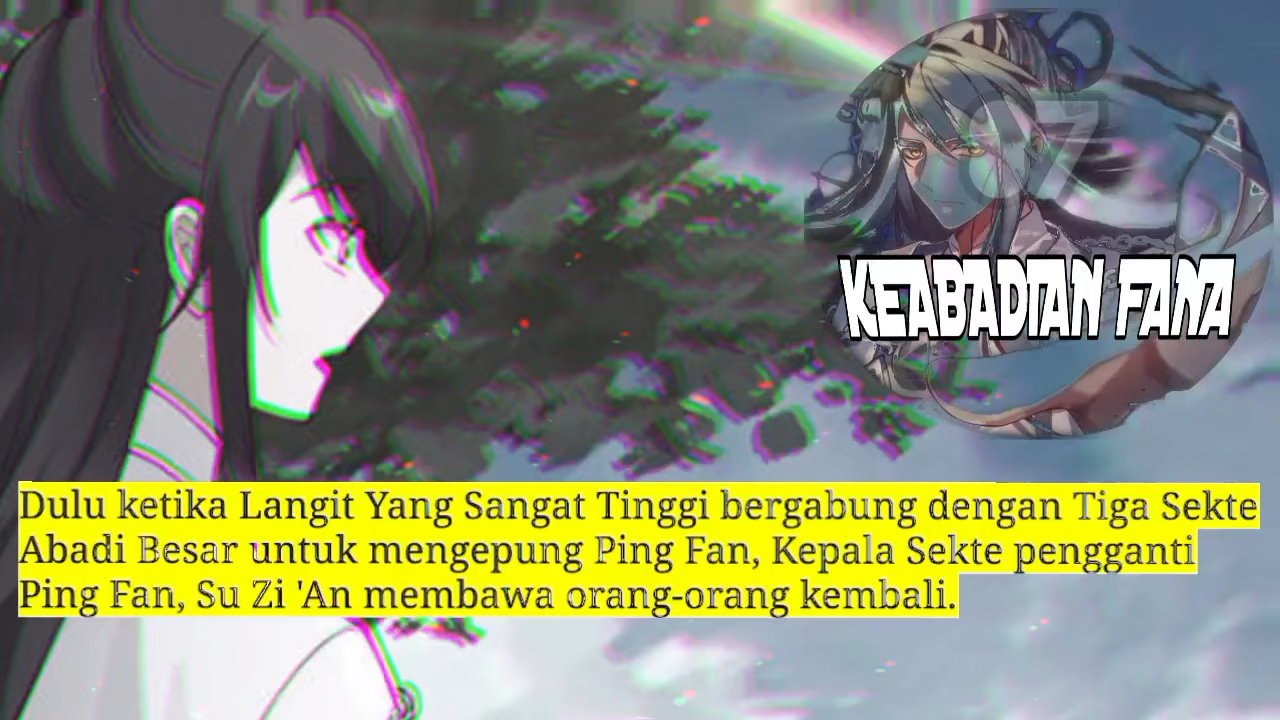 KEABADIAN FANA
Dulu ketika Langit Yang Sangat Tinggi bergabung dengan Tiga Sekte
Abadi Besar untuk mengepung Ping Fan, Kepala Sekte pengganti
Ping Fan, Su Zi 'An membawa orang-orang kembali.